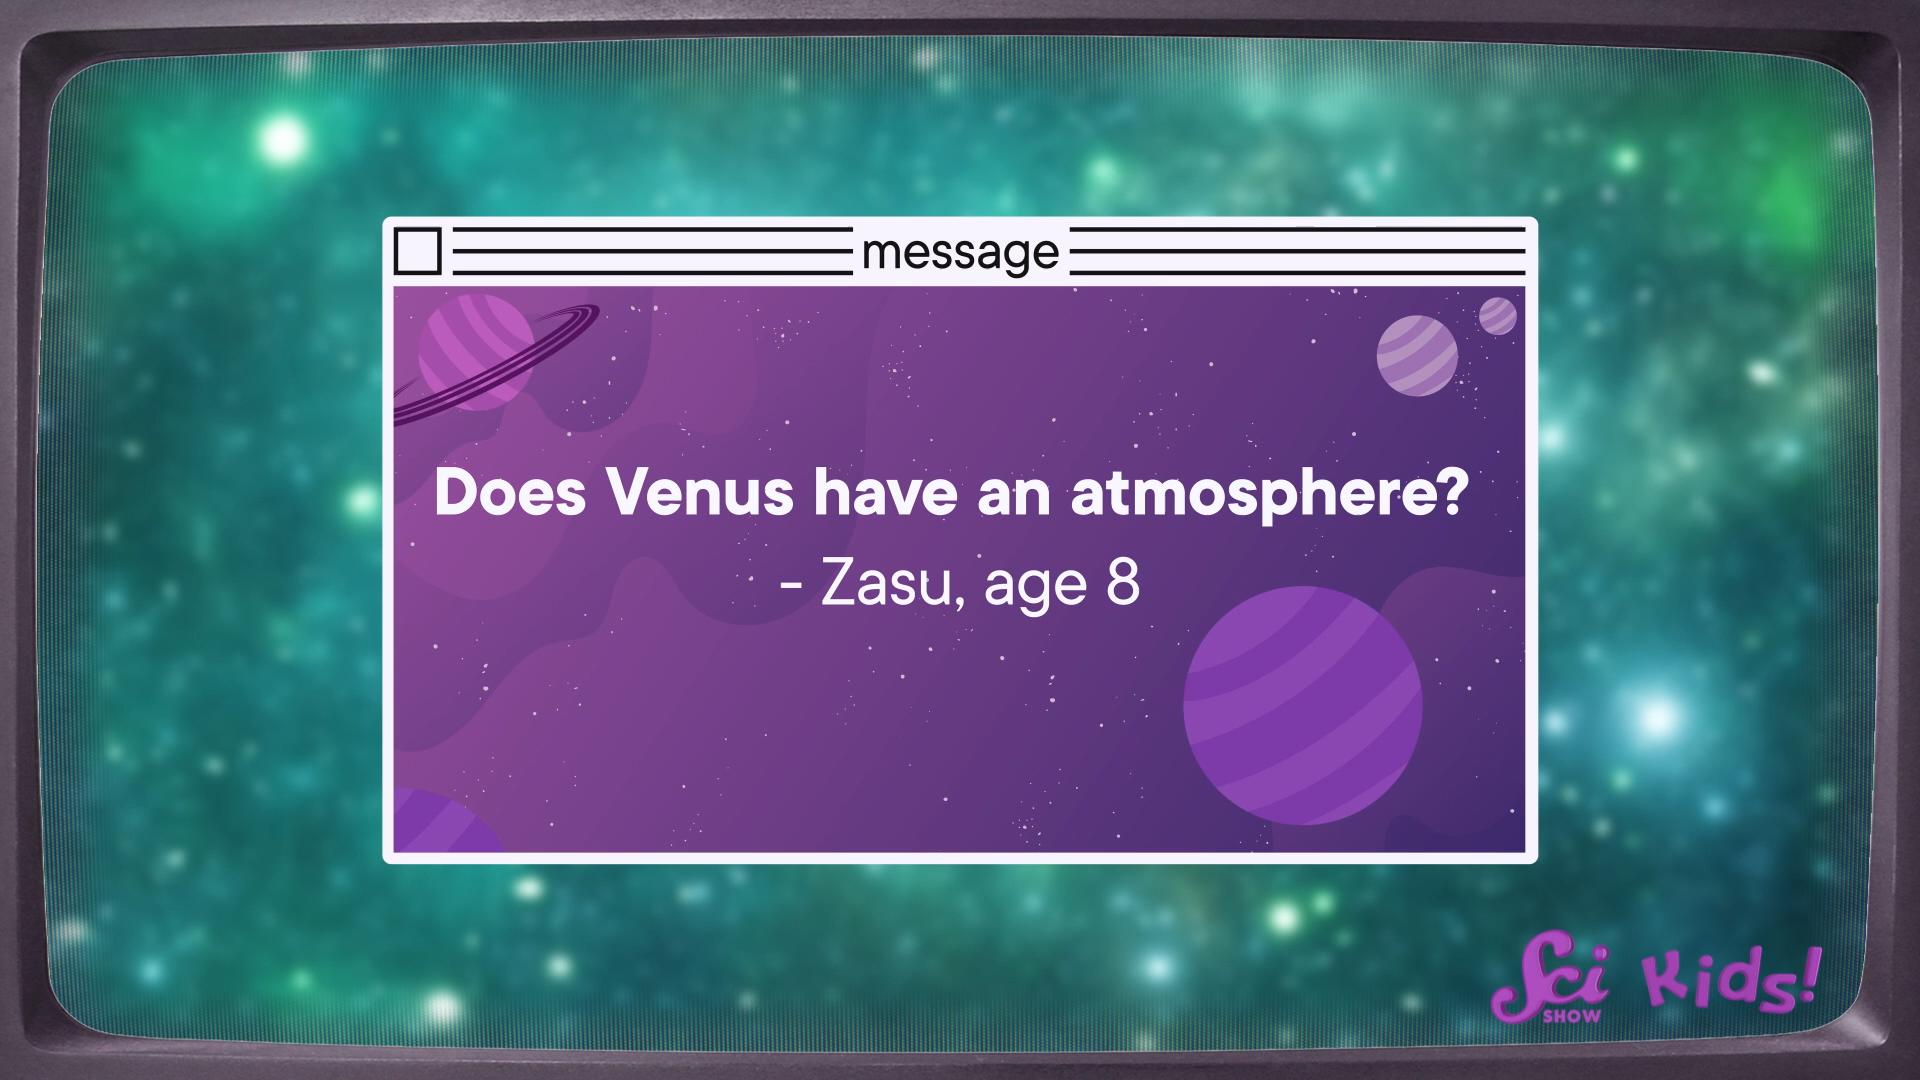 message
Does Venus have an atmosphere?
- Zasu, age 8
Sci Kids!
SHOW